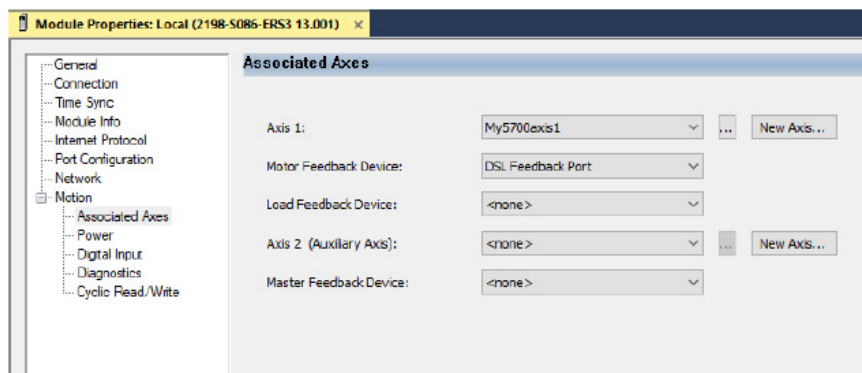 Module Properties: Local (2198-S086-ERS3 13.001) ×
General
Connection
Time Sync
Module Info
Internet Protocol
Port Configuration
Network
Motion
Associated Axes
Power
Digital Input
Diagnostics
Cyclic Read/Write
Associated Axes
Axis 1: My5700axis1 ... New Axis...
Motor Feedback Device: DSL Feedback Port
Load Feedback Device: <none>
Axis 2 (Auxiliary Axis): <none> ... New Axis...
Master Feedback Device: <none>